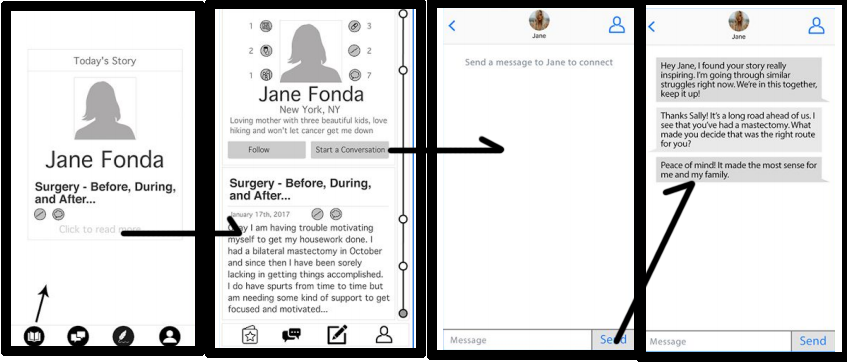 Today's Story
Jane Fonda
Surgery - Before, During,
and After...
Click to read more
1 3
2 2
1 7
Jane Fonda
New York, NY
Loving mother with three beautiful kids, love
hiking and won't let cancer get me down
Follow Start a Conversation
Surgery - Before, During,
and After...
January 17th, 2017
Okay I am having trouble motivating
myself to get my housework done. I
had a bilateral mastectomy in October
and since then I have been sorely
lacking in getting things accomplished.
I do have spurts from time to time but
am needing some kind of support to get
focused and motivated...
Jane
Send a message to Jane to connect
Message Send
Jane
Hey Jane, I found your story really
inspiring. I'm going through similar
struggles right now. We're in this together,
keep it up!
Thanks Sally! It's a long road ahead of us. I
see that you've had a mastectomy. What
made you decide that was the right route
for you?
Peace of mind! It made the most sense for
me and my family.
Message Send